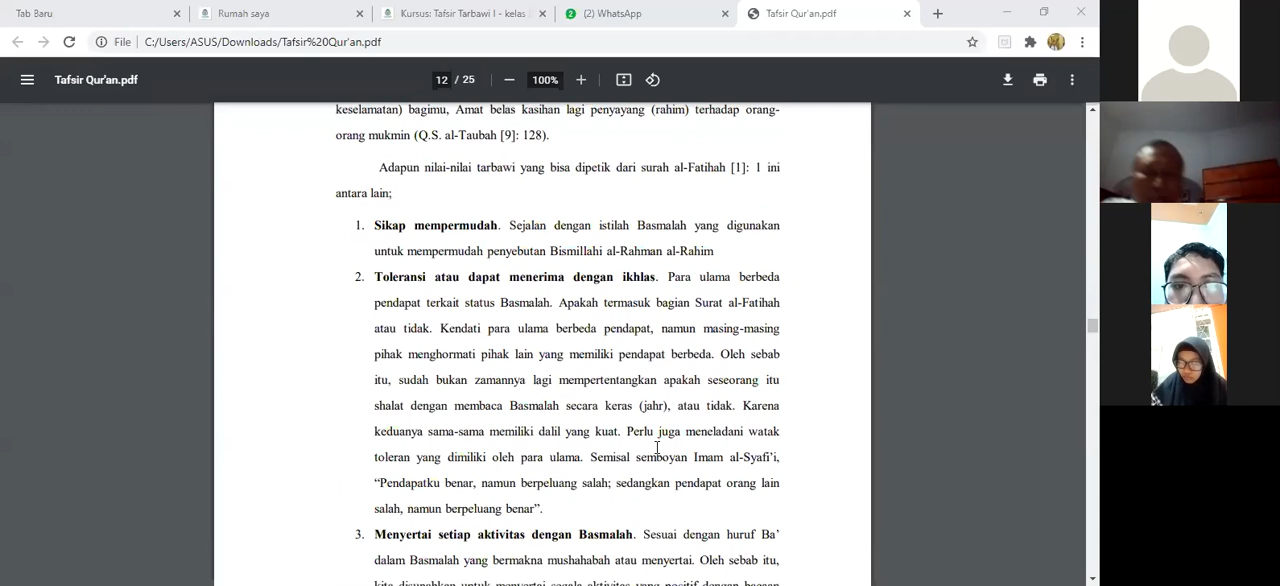 Tab Baru
Rumah saya
Kursus: Tafsir Tarbawi I - kelas
(2) WhatsApp
Tafsir Qur'an.pdf
File
C:/Users/ASUS/Downloads/Tafsir%20Qur'an.pdf
Tafsir Qur'an.pdf
12 / 25
100%
keselamatan) bagimu, Amat belas kasihan lagi penyayang (rahim) terhadap orang-
orang mukmin (Q.S. al-Taubah [9]: 128).
Adapun nilai-nilai tarbawi yang bisa dipetik dari surah al-Fatihah [1]: 1 ini
antara lain;
1. Sikap mempermudah. Sejalan dengan istilah Basmalah yang digunakan
untuk mempermudah penyebutan Bismillahi al-Rahman al-Rahim
2. Toleransi atau dapat menerima dengan ikhlas. Para ulama berbeda
pendapat terkait status Basmalah. Apakah termasuk bagian Surat al-Fatihah
atau tidak. Kendati para ulama berbeda pendapat, namun masing-masing
pihak menghormati pihak lain yang memiliki pendapat berbeda. Oleh sebab
itu, sudah bukan zamannya lagi mempertentangkan apakah seseorang itu
shalat dengan membaca Basmalah secara keras (jahr), atau tidak. Karena
keduanya sama-sama memiliki dalil yang kuat. Perlu juga meneladani watak
toleran yang dimiliki oleh para ulama. Semisal semboyan Imam al-Syafi'i,
"Pendapatku benar, namun berpeluang salah; sedangkan pendapat orang lain
salah, namun berpeluang benar".
3. Menyertai setiap aktivitas dengan Basmalah. Sesuai dengan huruf Ba'
dalam Basmalah yang bermakna mushahabah atau menyertai. Oleh sebab itu,
kita disunahkan untuk menyertai segala aktivitas yang positif dengan bacaan